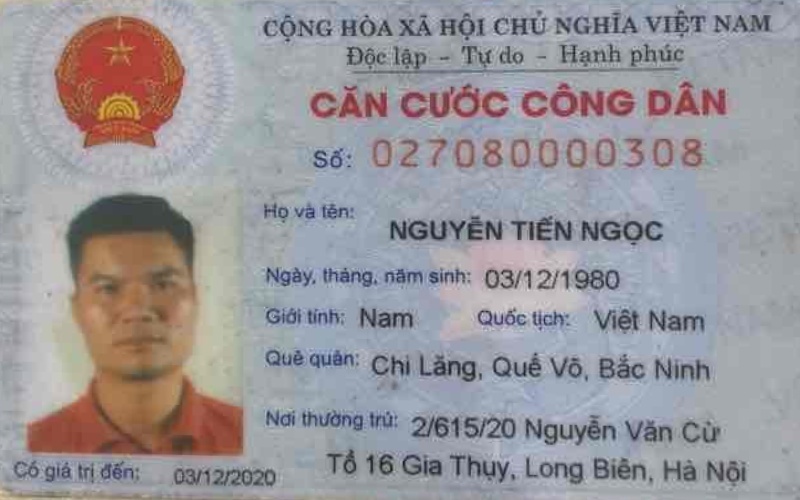 CỘNG HÒA XÃ HỘI CHỦ NGHĨA VIỆT NAM
Độc lập - Tự do - Hạnh phúc
CĂN CƯỚC CÔNG DÂN
Số: 027080000308
Họ và tên: NGUYỄN TIẾN NGỌC
Ngày, tháng, năm sinh: 03/12/1980
Giới tính: Nam Quốc tịch: Việt Nam
Quê quán: Chi Lăng, Quế Võ, Bắc Ninh
Nơi thường trú: 2/615/20 Nguyễn Văn Cừ
Tổ 16 Gia Thụy, Long Biên, Hà Nội
Có giá trị đến: 03/12/2020